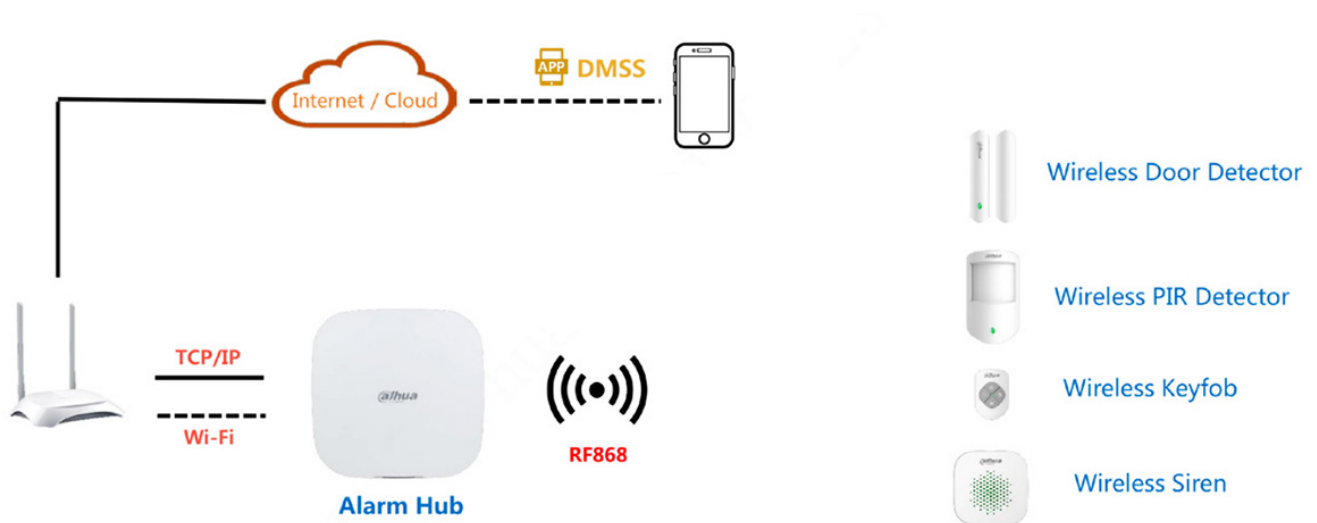 APP DMSS
Internet / Cloud
Wireless Door Detector
Wireless PIR Detector
TCP/IP
Wi-Fi
alhua
RF868
Alarm Hub
Wireless Keyfob
Wireless Siren